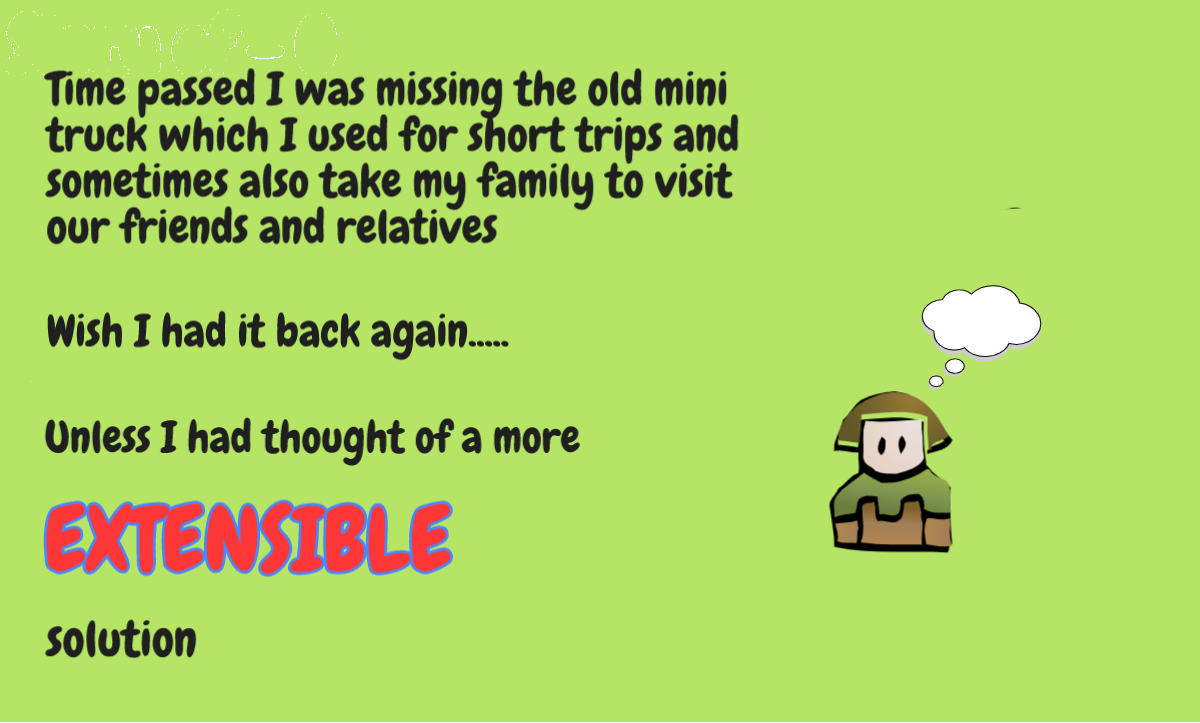 Time passed I was missing the old mini
truck which I used for short trips and
sometimes also take my family to visit
our friends and relatives
Wish I had it back again.....
Unless I had thought of a more
EXTENSIBLE
solution